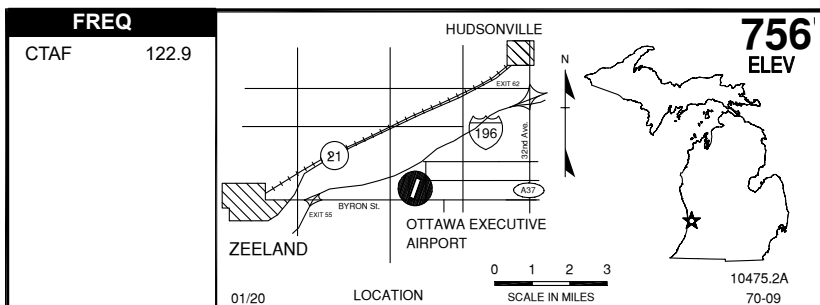 FREQ
CTAF 122.9
HUDSONVILLE
EXIT 62
N
196
32nd Ave.
21
A37
EXIT 55
BYRON St.
OTTAWA EXECUTIVE
AIRPORT
ZEELAND
0 1 2 3
SCALE IN MILES
01/20
LOCATION
756'
ELEV
10475.2A
70-09